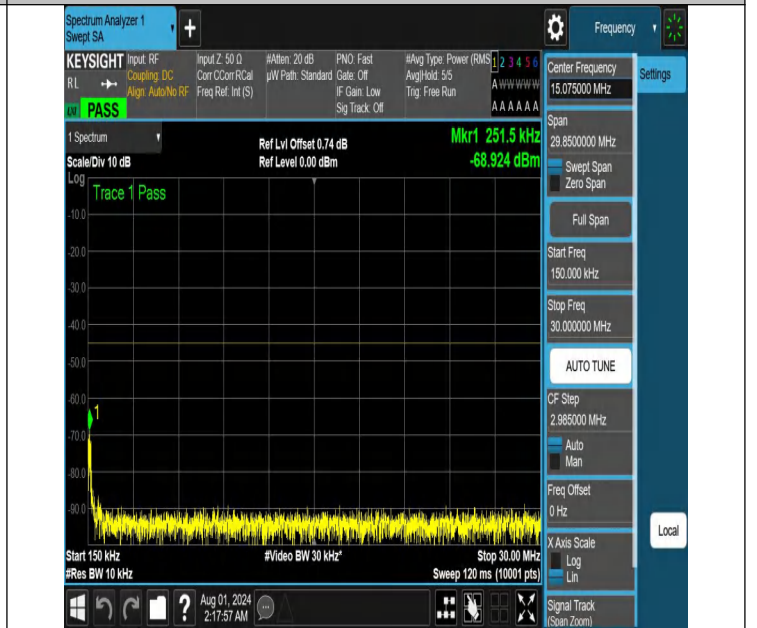 Spectrum Analyzer 1
Swept SA
+
Frequency
KEYSIGHT
RL
PASS
Input: RF
Coupling: DC
Align: Auto/No RF
Input Z: 50 Ω
Corr CCorr RCal
Freq Ref: Int (S)
#Atten: 20 dB
µW Path: Standard
PNO: Fast
Gate: Off
IF Gain: Low
Sig Track: Off
#Avg Type: Power (RMS
Avg|Hold: 5/5
Trig: Free Run
1 2 3 4 5 6
A W W W W W
A A A A A A
1 Spectrum
Scale/Div 10 dB
Log
Ref Lvl Offset 0.74 dB
Ref Level 0.00 dBm
Mkr1 251.5 kHz
-68.924 dBm
Trace 1 Pass
-10.0
-20.0
-30.0
-40.0
-50.0
-60.0
-70.0
-80.0
-90.0
1
Start 150 kHz
#Res BW 10 kHz
#Video BW 30 kHz*
Stop 30.00 MHz
Sweep 120 ms (10001 pts)
Center Frequency
15.075000 MHz
Settings
Span
29.8500000 MHz
Swept Span
Zero Span
Full Span
Start Freq
150.000 kHz
Stop Freq
30.000000 MHz
AUTO TUNE
CF Step
2.985000 MHz
Auto
Man
Freq Offset
0 Hz
X Axis Scale
Log
Lin
Local
Signal Track
(Span Zoom)
?
Aug 01, 2024
2:17:57 AM